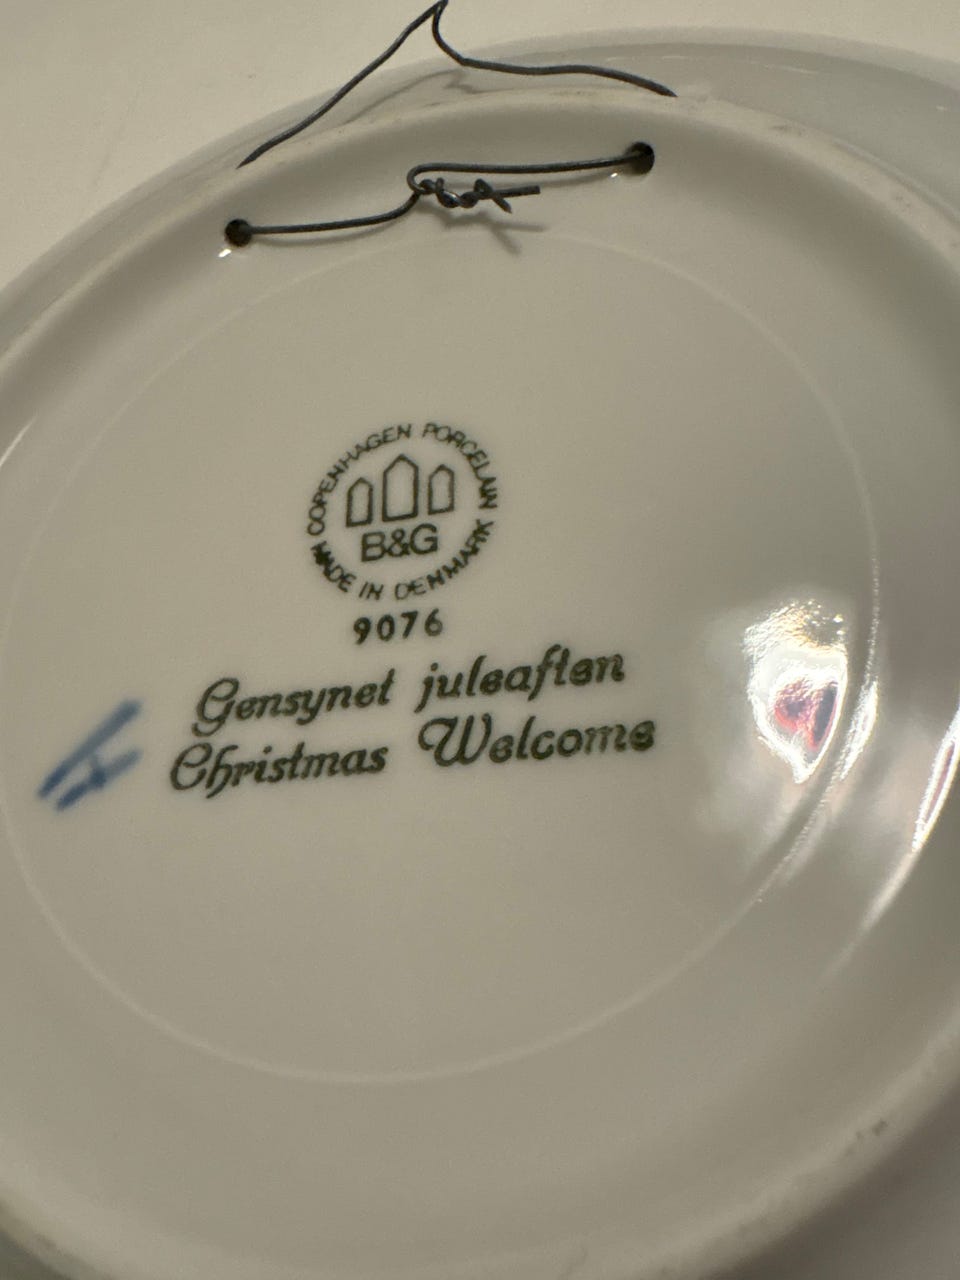 COPENHAGEN PORCELAIN
B&G
MADE IN DENMARK
9076
Gensynet juleaften
Christmas Welcome